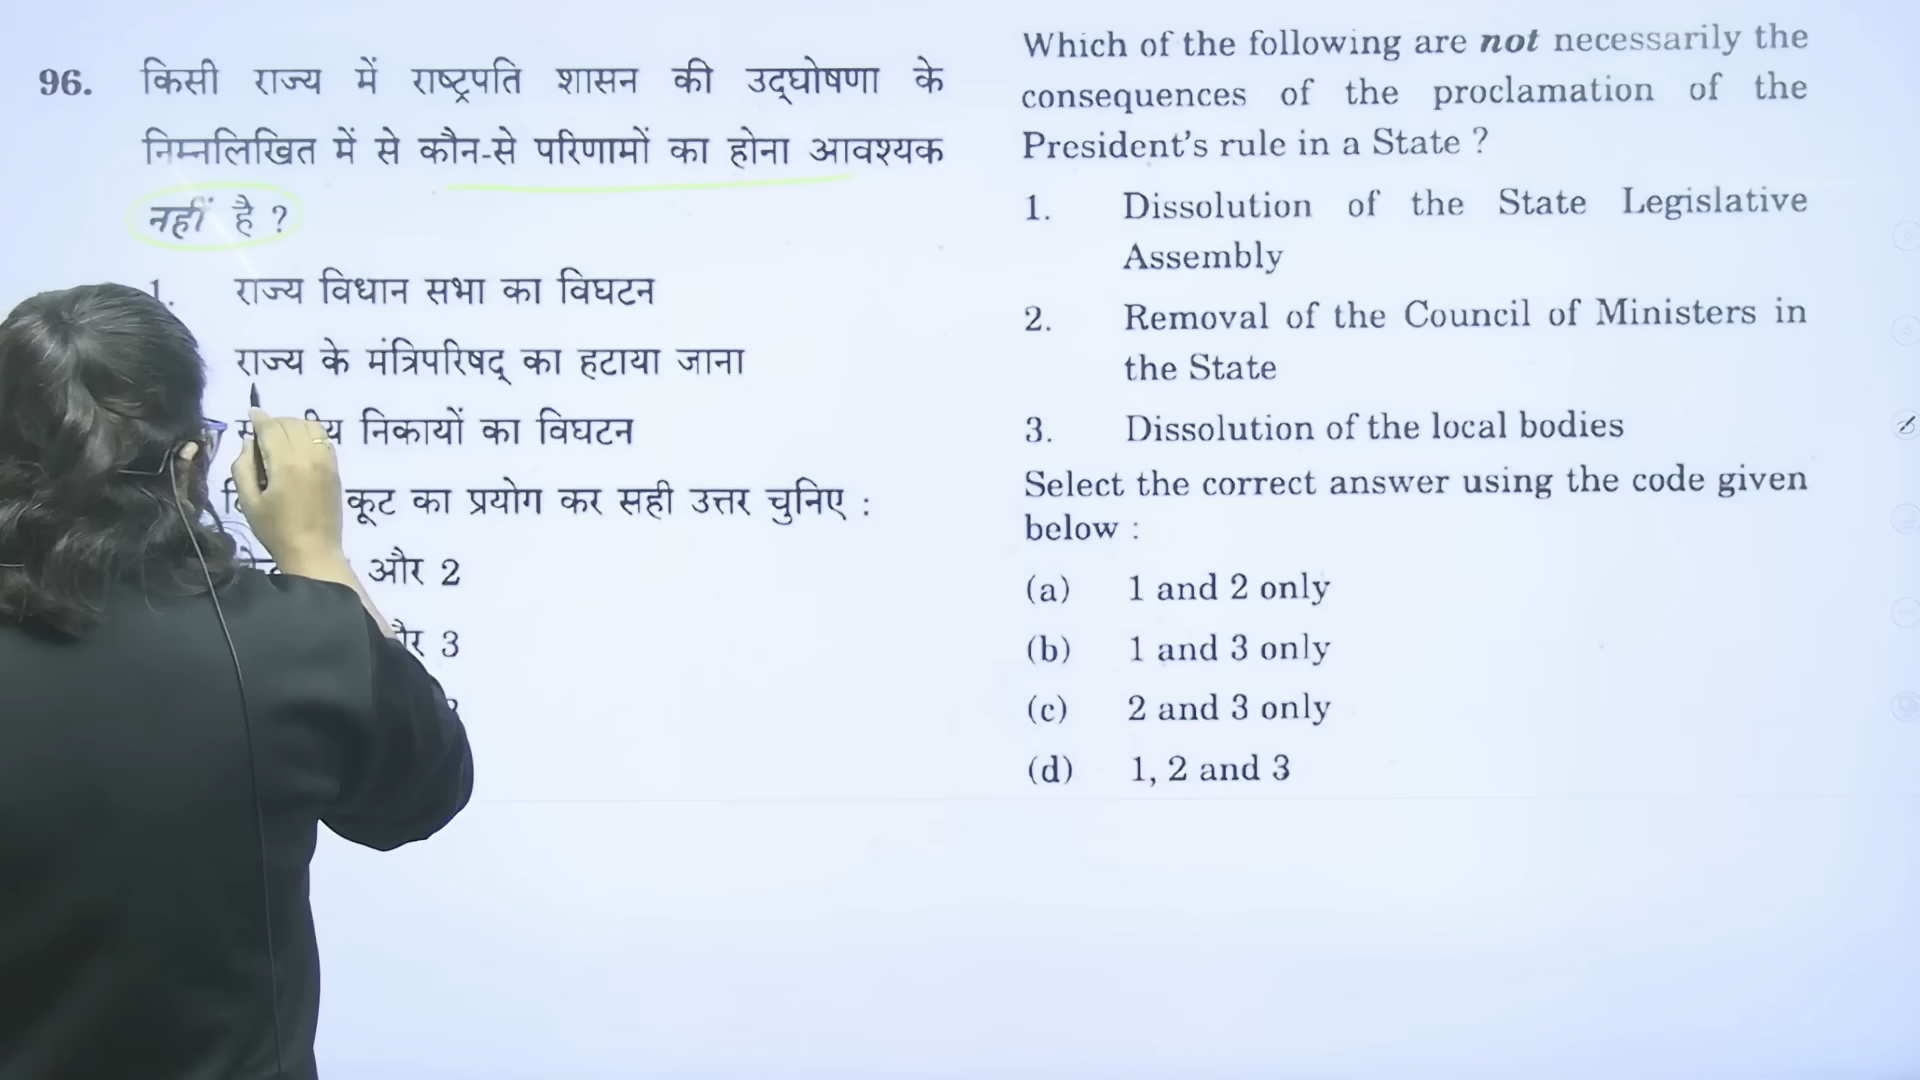 96. किसी राज्य में राष्ट्रपति शासन की उद्घोषणा के
निम्नलिखित में से कौन-से परिणामों का होना आवश्यक
नहीं है ?
1. राज्य विधान सभा का विघटन
राज्य के मंत्रिपरिषद् का हटाया जाना
निकायों का विघटन
कूट का प्रयोग कर सही उत्तर चुनिए :
और 2
3
Which of the following are not necessarily the
consequences of the proclamation of the
President's rule in a State ?
1. Dissolution of the State Legislative
Assembly
2. Removal of the Council of Ministers in
the State
3. Dissolution of the local bodies
Select the correct answer using the code given
below :
(a) 1 and 2 only
(b) 1 and 3 only
(c) 2 and 3 only
(d) 1, 2 and 3